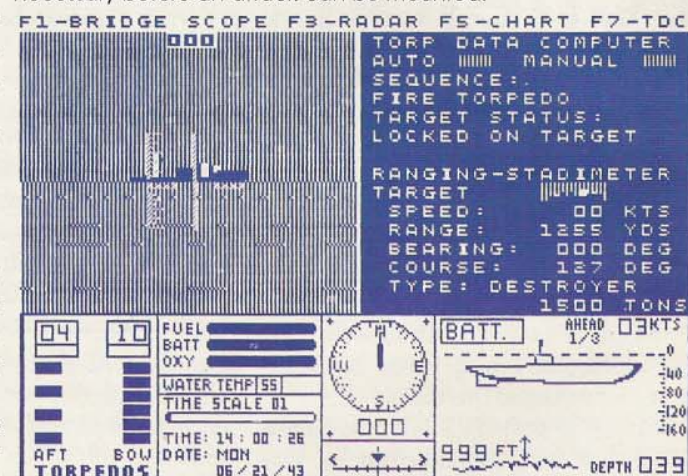 F1-BRIDGE SCOPE F3-RADAR F5-CHART F7-TDC
000
TORP DATA COMPUTER
AUTO MANUAL
SEQUENCE:
FIRE TORPEDO
TARGET STATUS:
LOCKED ON TARGET
RANGING-STADIMETER
TARGET
SPEED: 00 KTS
RANGE: 1255 YDS
BEARING: 000 DEG
COURSE: 127 DEG
TYPE: DESTROYER
1500 TONS
04 10
AFT BOW
TORPEDOS
FUEL
BATT
OXY
WATER TEMP 55
TIME SCALE 01
TIME: 14:00:26
DATE: MON
06/21/43
N
W E
S
000
BATT. AHEAD 03KTS
1/3
0
40
80
120
160
999 FT
DEPTH 039